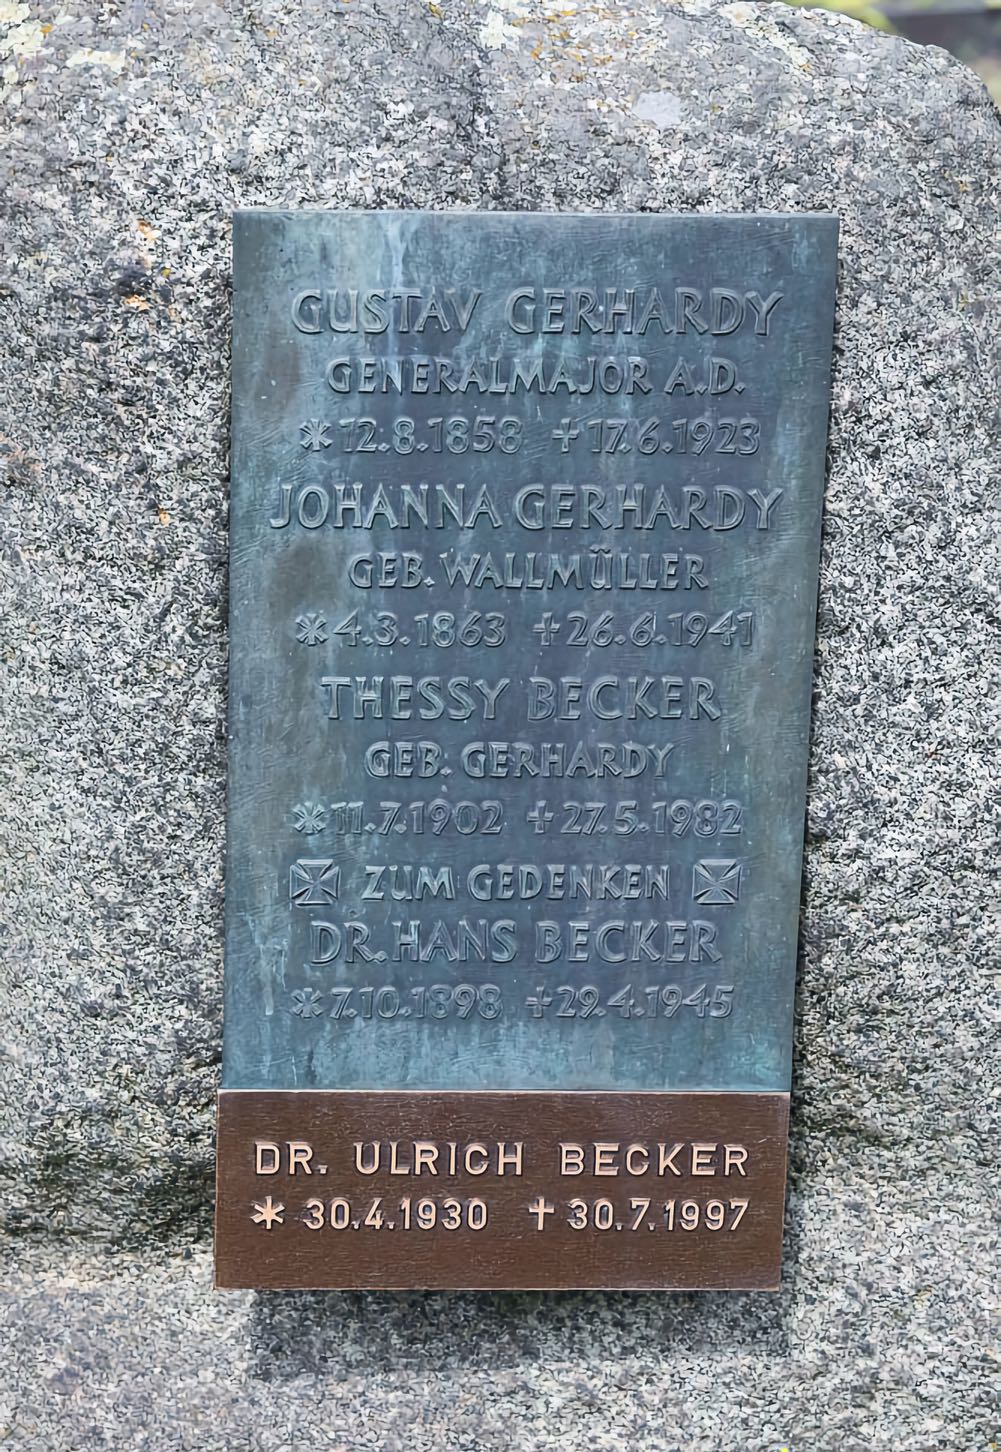 GUSTAV GERHARDY
GENERALMAJOR A.D.
*12.8.1858 †17.6.1923
JOHANNA GERHARDY
GEB. WALLMÜLLER
*4.3.1863 †26.6.1941
THESSY BECKER
GEB. GERHARDY
*11.7.1902 †27.5.1982
ZUM GEDENKEN
DR. HANS BECKER
*7.10.1898 †29.4.1945
DR. ULRICH BECKER
* 30.4.1930 † 30.7.1997